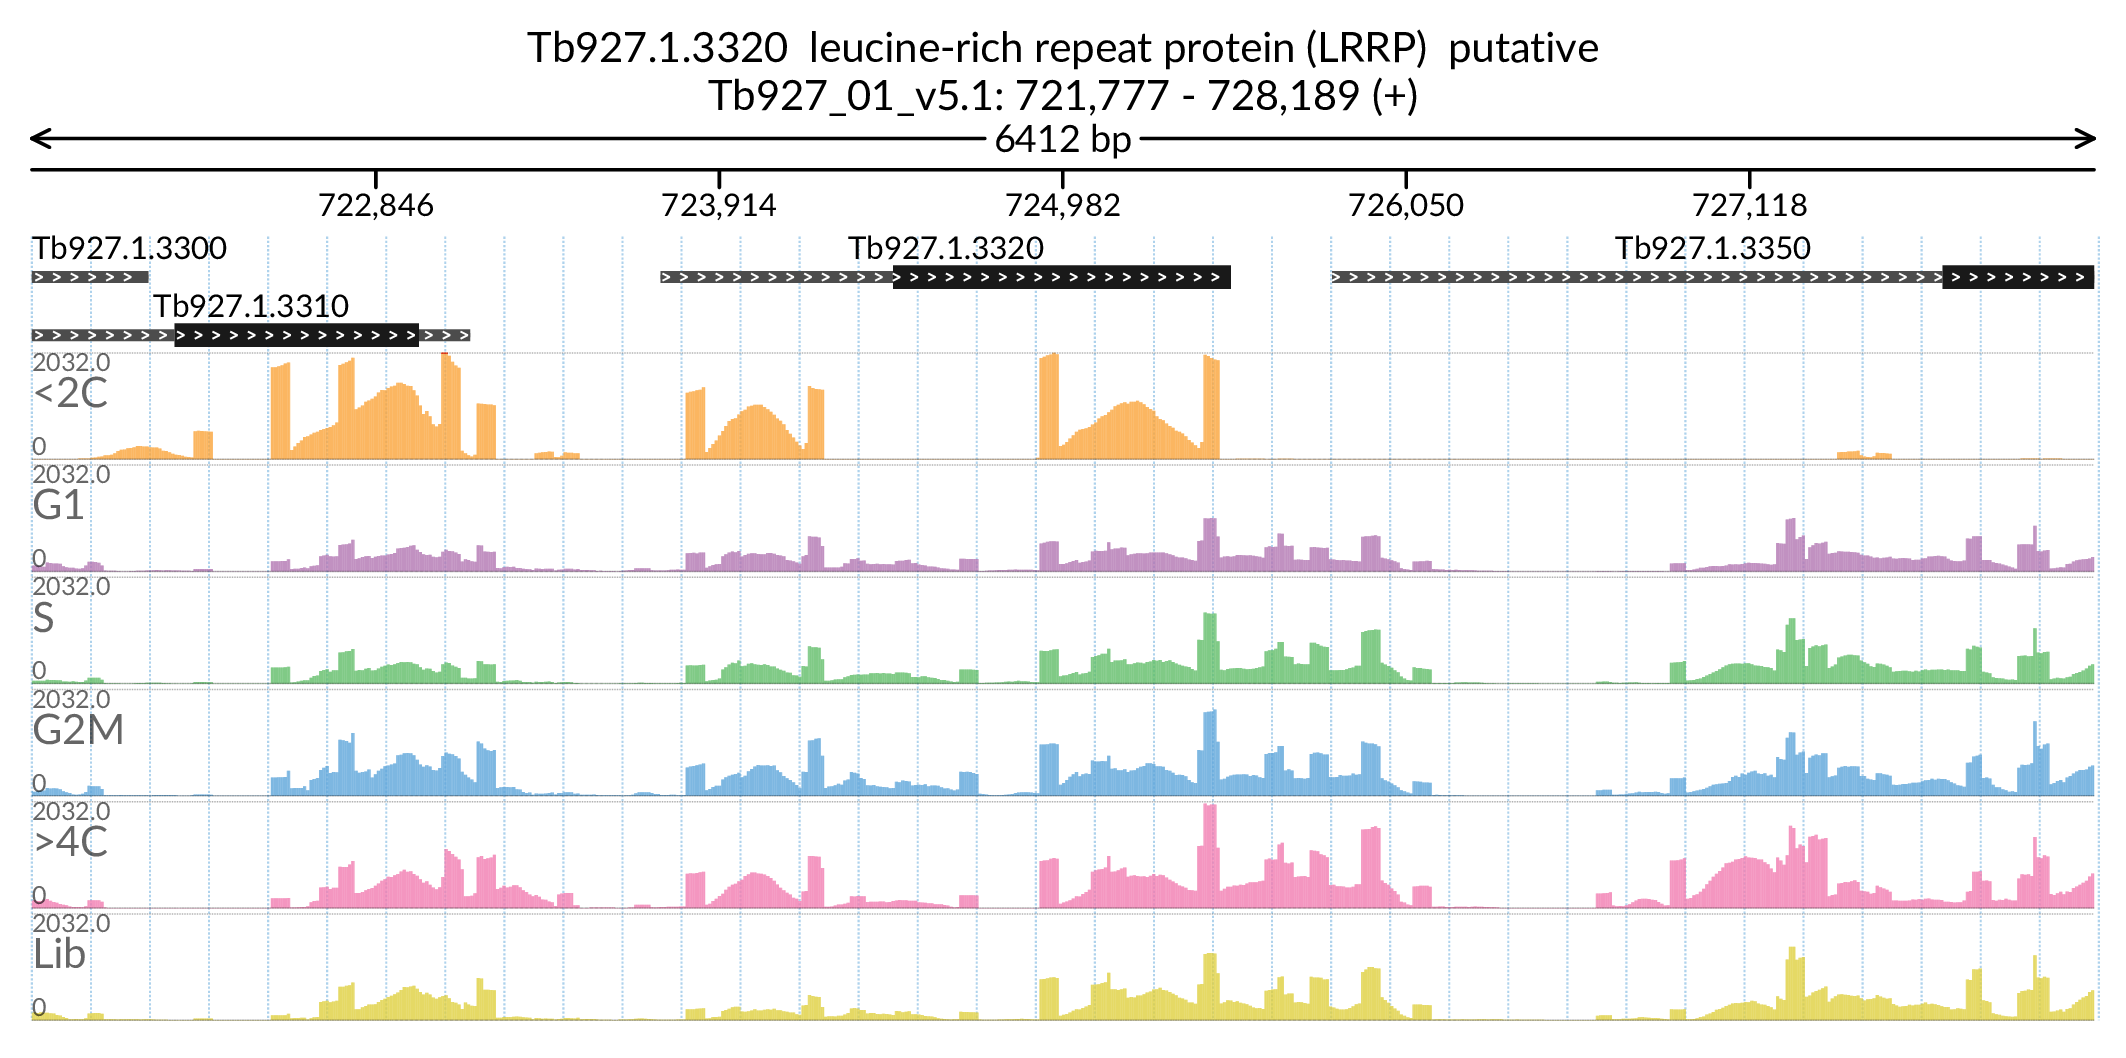 Tb927.1.3320 leucine-rich repeat protein (LRRP) putative
Tb927_01_v5.1: 721,777 - 728,189 (+)
6412 bp
722,846 723,914 724,982 726,050 727,118
Tb927.1.3300 Tb927.1.3320 Tb927.1.3350
Tb927.1.3310
2032.0
<2C
0
2032.0
G1
0
2032.0
S
0
2032.0
G2M
0
2032.0
>4C
0
2032.0
Lib
0